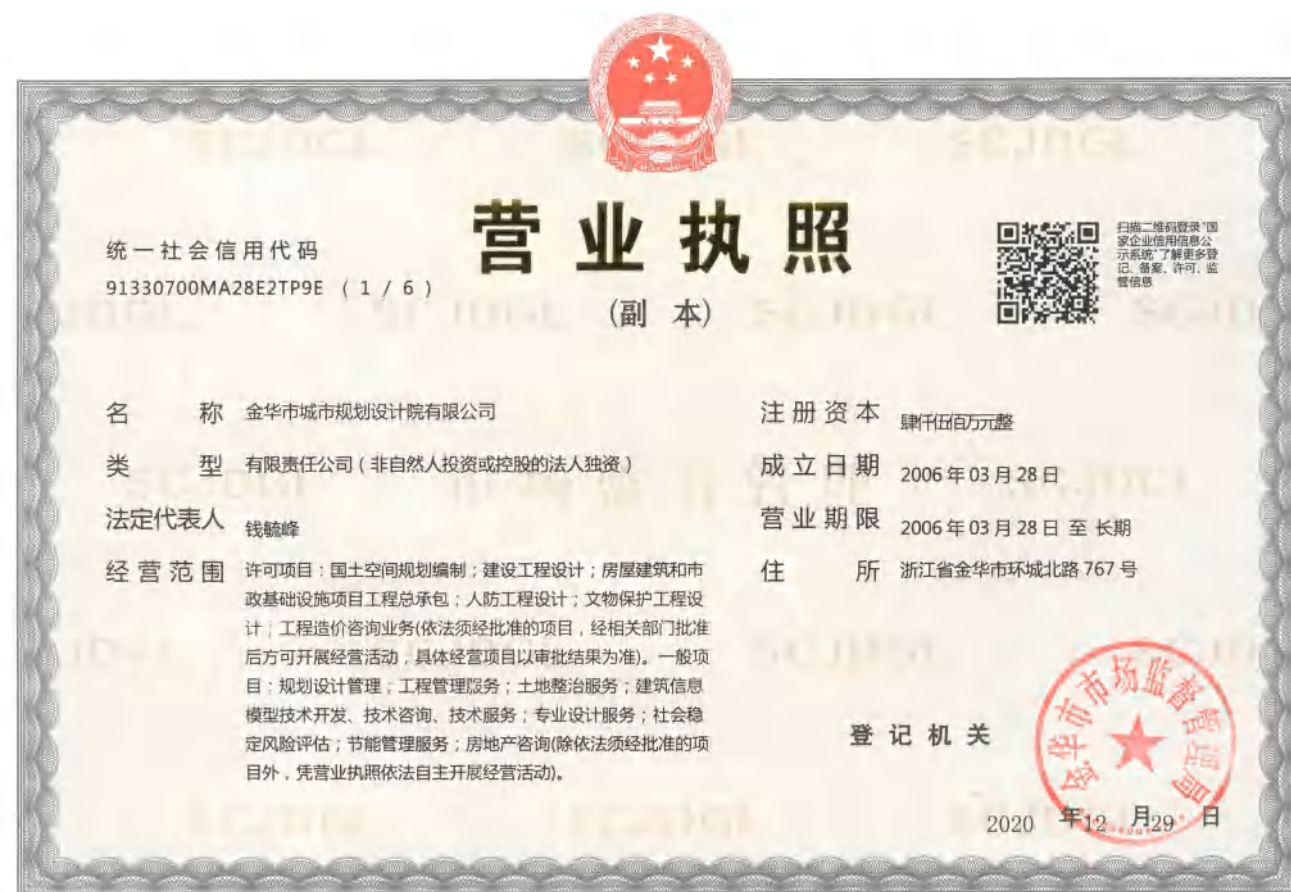 营业执照
(副 本)
统一社会信用代码
91330700MA28E2TP9E (1/6)
扫描二维码登录“国
家企业信用信息公
示系统”了解更多登
记、备案、许可、监
管信息
名 称 金华市城市规划设计院有限公司
类 型 有限责任公司(非自然人投资或控股的法人独资)
法定代表人 钱毓峰
经营范围 许可项目:国土空间规划编制;建设工程设计;房屋建筑和市
政基础设施项目工程总承包;人防工程设计;文物保护工程设
计;工程造价咨询业务(依法须经批准的项目,经相关部门批准
后方可开展经营活动,具体经营项目以审批结果为准)。一般项
目:规划设计管理;工程管理服务;土地整治服务;建筑信息
模型技术开发、技术咨询、技术服务;专业设计服务;社会稳
定风险评估;节能管理服务;房地产咨询(除依法须经批准的项
目外,凭营业执照依法自主开展经营活动)。
注册资本 肆仟伍佰万元整
成立日期 2006年03月28日
营业期限 2006年03月28日 至 长期
住 所 浙江省金华市环城北路767号
登记机关
金华市市场监督管理局
2020 年12 月29 日